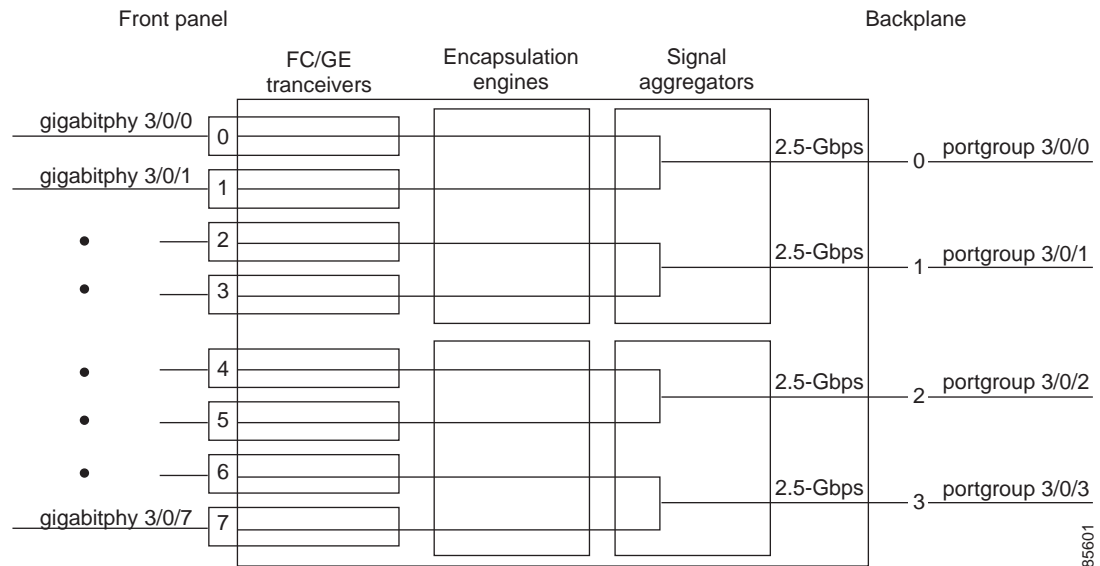 Front panel
Backplane
FC/GE
tranceivers
Encapsulation
engines
Signal
aggregators
gigabitphy 3/0/0
0
2.5-Gbps
0
portgroup 3/0/0
gigabitphy 3/0/1
1
2
2.5-Gbps
1
portgroup 3/0/1
3
4
2.5-Gbps
2
portgroup 3/0/2
5
6
2.5-Gbps
3
portgroup 3/0/3
gigabitphy 3/0/7
7
85601